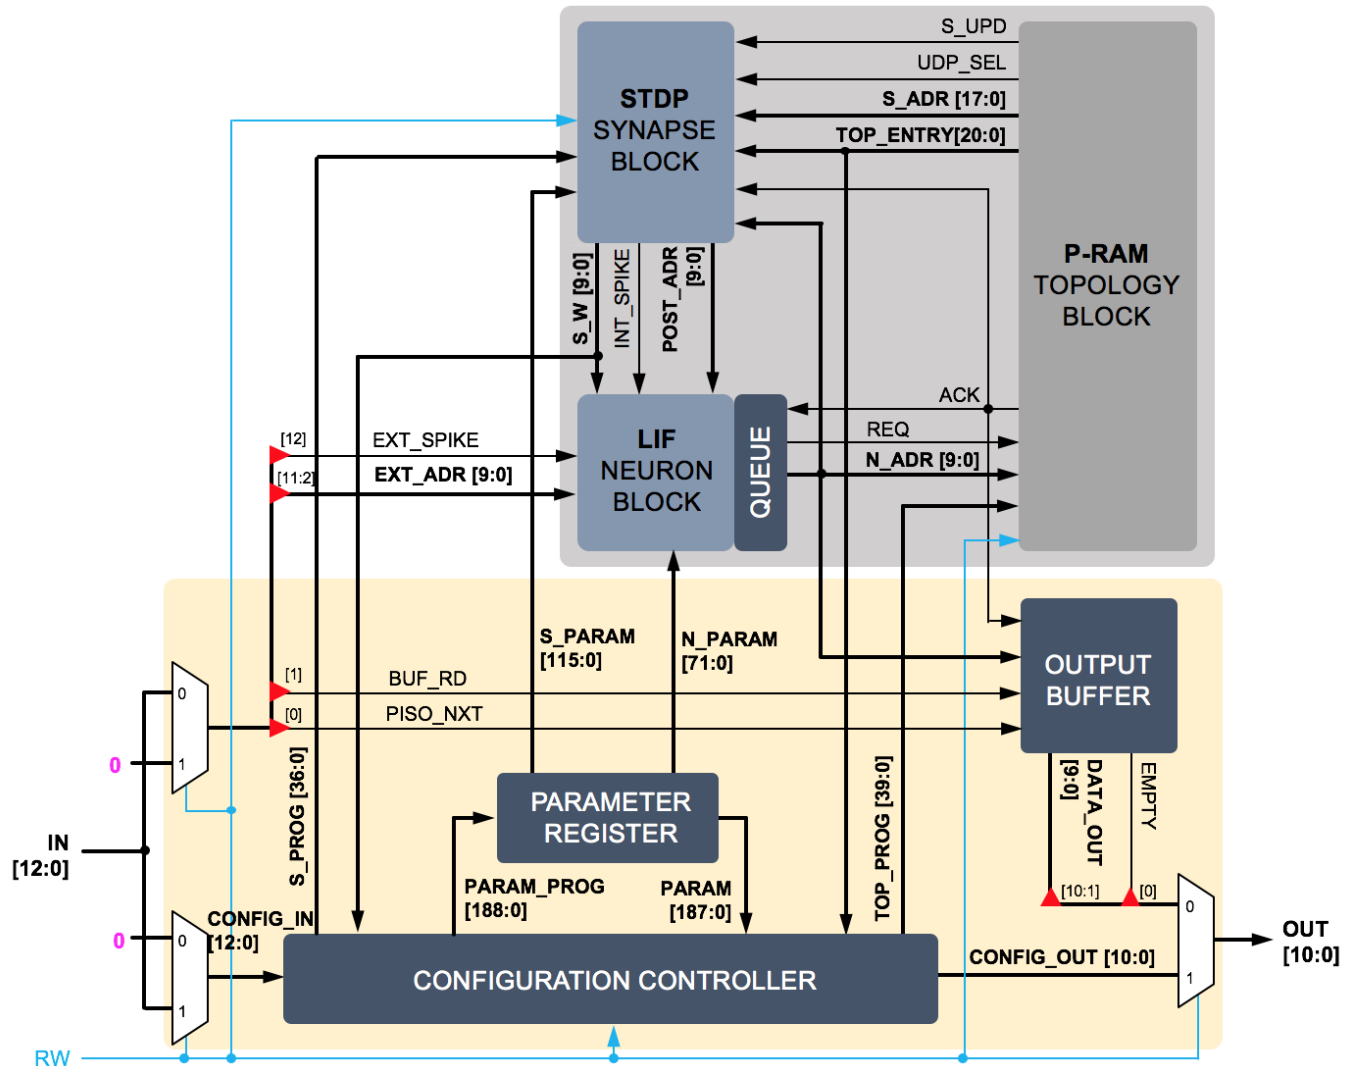 S_UPD
UDP_SEL
S_ADR [17:0]
TOP_ENTRY[20:0]
STDP
SYNAPSE
BLOCK
P-RAM
TOPOLOGY
BLOCK
S_W [9:0]
INT_SPIKE
POST_ADR
[9:0]
ACK
REQ
N_ADR [9:0]
LIF
NEURON
BLOCK
QUEUE
[12]
EXT_SPIKE
[11:2]
EXT_ADR [9:0]
S_PARAM
[115:0]
N_PARAM
[71:0]
OUTPUT
BUFFER
[1]
BUF_RD
[0]
PISO_NXT
0
1
0
IN
[12:0]
S_PROG [36:0]
PARAMETER
REGISTER
TOP_PROG [39:0]
DATA_OUT
[9:0]
EMPTY
PARAM_PROG
[188:0]
PARAM
[187:0]
[10:1]
[0]
0
1
OUT
[10:0]
CONFIG_IN
[12:0]
0
0
1
CONFIG_OUT [10:0]
CONFIGURATION CONTROLLER
RW